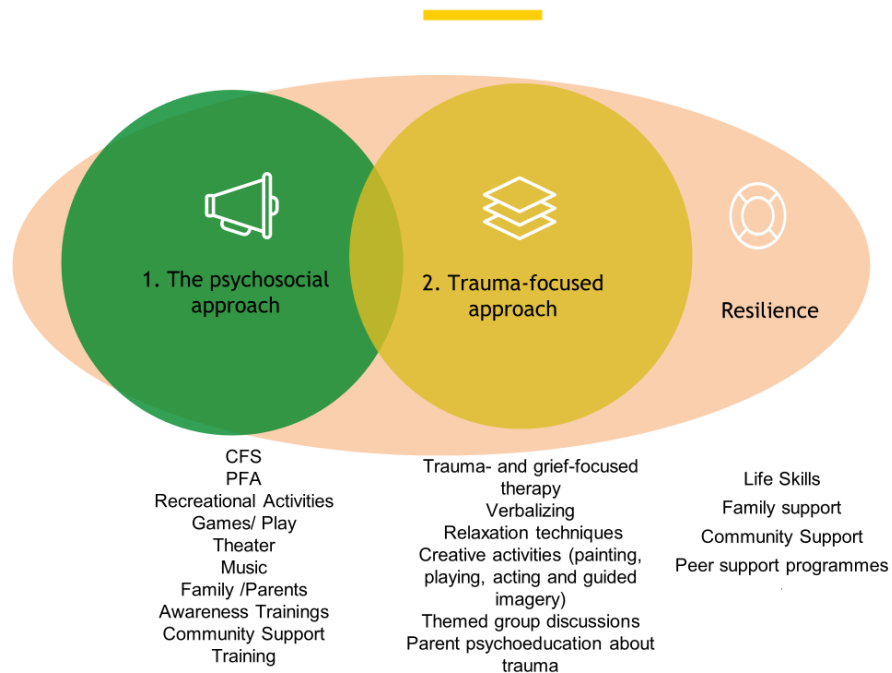 1. The psychosocial
approach
2. Trauma-focused
approach
Resilience
CFS
PFA
Recreational Activities
Games/ Play
Theater
Music
Family /Parents
Awareness Trainings
Community Support
Training
Trauma- and grief-focused
therapy
Verbalizing
Relaxation techniques
Creative activities (painting,
playing, acting and guided
imagery)
Themed group discussions
Parent psychoeducation about
trauma
Life Skills
Family support
Community Support
Peer support programmes
.